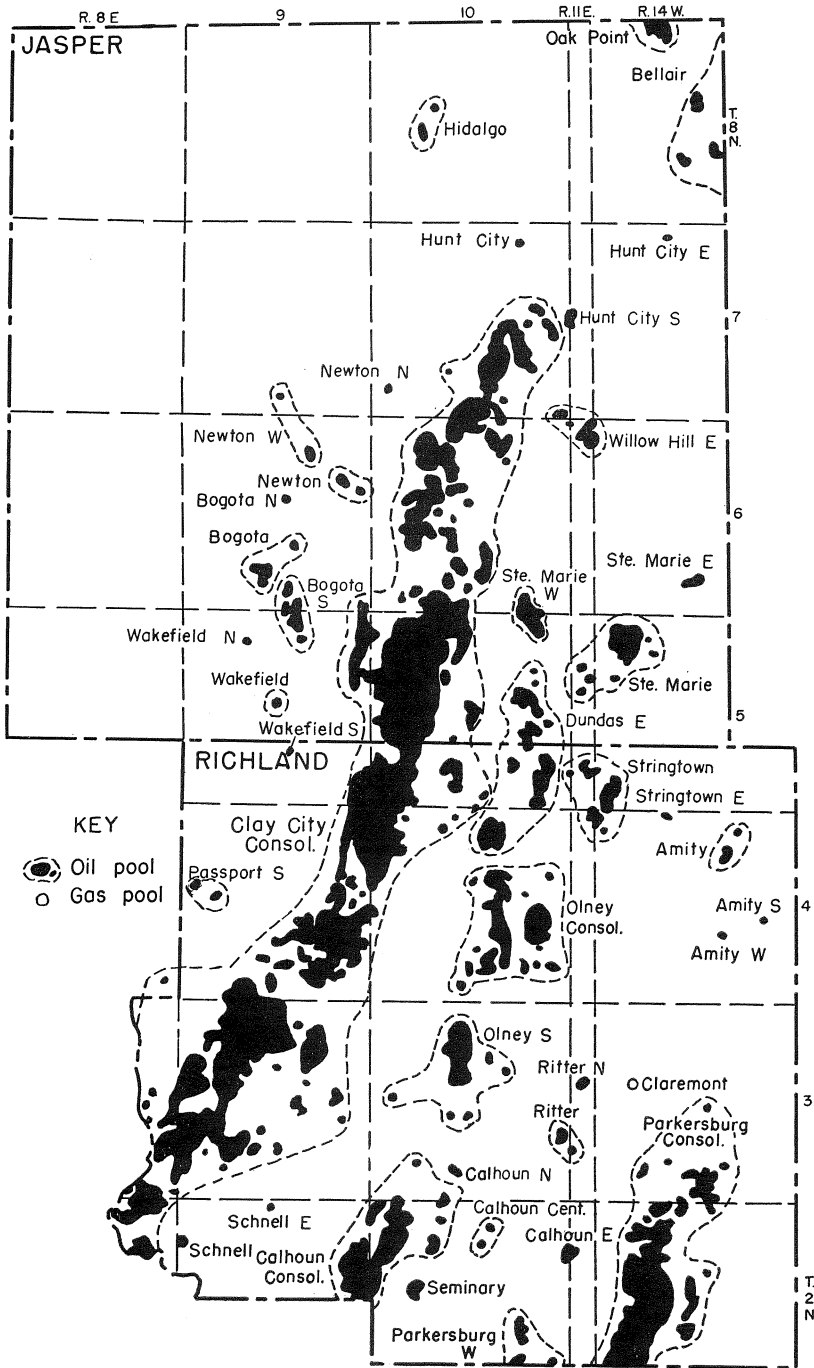 R. 8 E
9
10
R.11 E.
R.14 W.
JASPER
Oak Point
Bellair
T.
8
N.
Hidalgo
Hunt City
Hunt City E
Hunt City S
7
Newton N
Newton W
Willow Hill E
Newton
Bogota N
6
Bogota
Ste. Marie E
Ste. Marie
W
Bogota
S
Wakefield N
Wakefield
Ste. Marie
Dundas E
5
Wakefield S
RICHLAND
Stringtown
Stringtown E
KEY
Oil pool
Gas pool
Clay City
Consol.
Amity
Passport S
Olney
Consol.
Amity S
4
Amity W
Olney S
Ritter N
Claremont
3
Ritter
Parkersburg
Consol.
Calhoun N
Calhoun Cent.
Schnell E
Calhoun E
Schnell
Calhoun
Consol.
Seminary
T.
2
N
Parkersburg
W